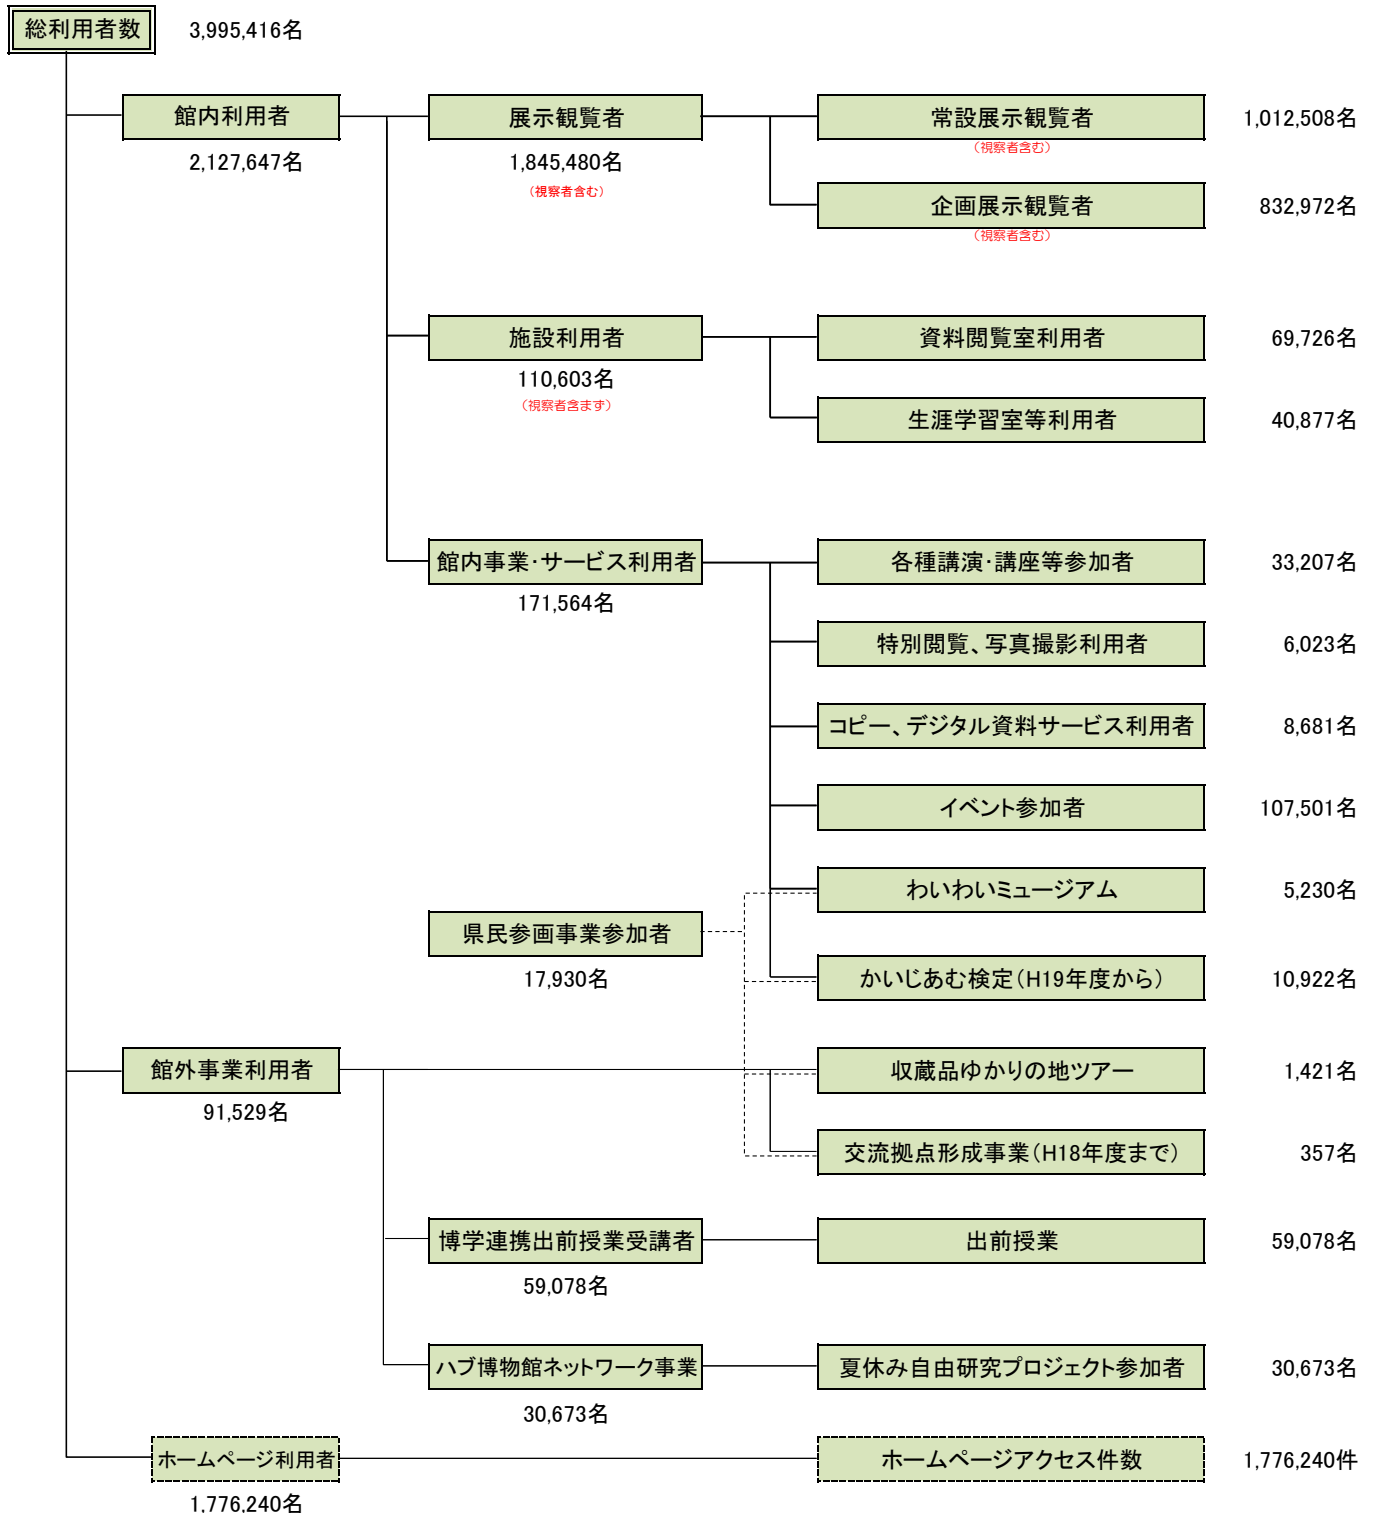 総利用者数 3,995,416名
館内利用者
2,127,647名
展示観覧者
1,845,480名
（視察者含む）
常設展示観覧者 1,012,508名
（視察者含む）
企画展示観覧者 832,972名
（視察者含む）
施設利用者
110,603名
（視察者含まず）
資料閲覧室利用者 69,726名
生涯学習室等利用者 40,877名
館内事業・サービス利用者
171,564名
各種講演・講座等参加者 33,207名
特別閲覧、写真撮影利用者 6,023名
コピー、デジタル資料サービス利用者 8,681名
イベント参加者 107,501名
わいわいミュージアム 5,230名
県民参画事業参加者
17,930名
かいじあむ検定（H19年度から） 10,922名
館外事業利用者
91,529名
収蔵品ゆかりの地ツアー 1,421名
交流拠点形成事業（H18年度まで） 357名
博学連携出前授業受講者
59,078名
出前授業 59,078名
ハブ博物館ネットワーク事業
30,673名
夏休み自由研究プロジェクト参加者 30,673名
ホームページ利用者
1,776,240名
ホームページアクセス件数 1,776,240件